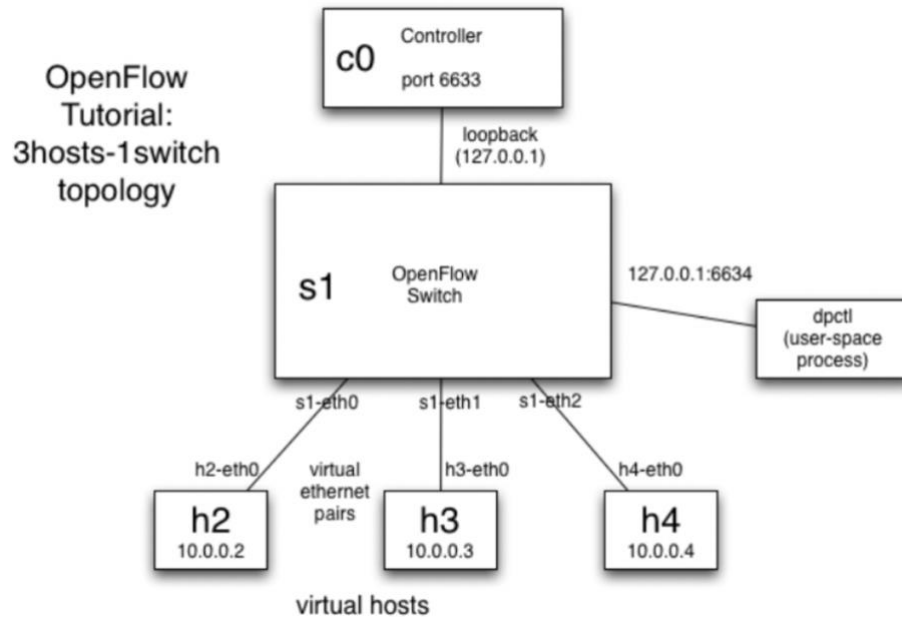 OpenFlow
Tutorial:
3hosts-1switch
topology
c0
Controller
port 6633
loopback
(127.0.0.1)
s1
OpenFlow
Switch
127.0.0.1:6634
dpctl
(user-space
process)
s1-eth0
s1-eth1
s1-eth2
h2-eth0
virtual
ethernet
pairs
h3-eth0
h4-eth0
h2
10.0.0.2
h3
10.0.0.3
h4
10.0.0.4
virtual hosts